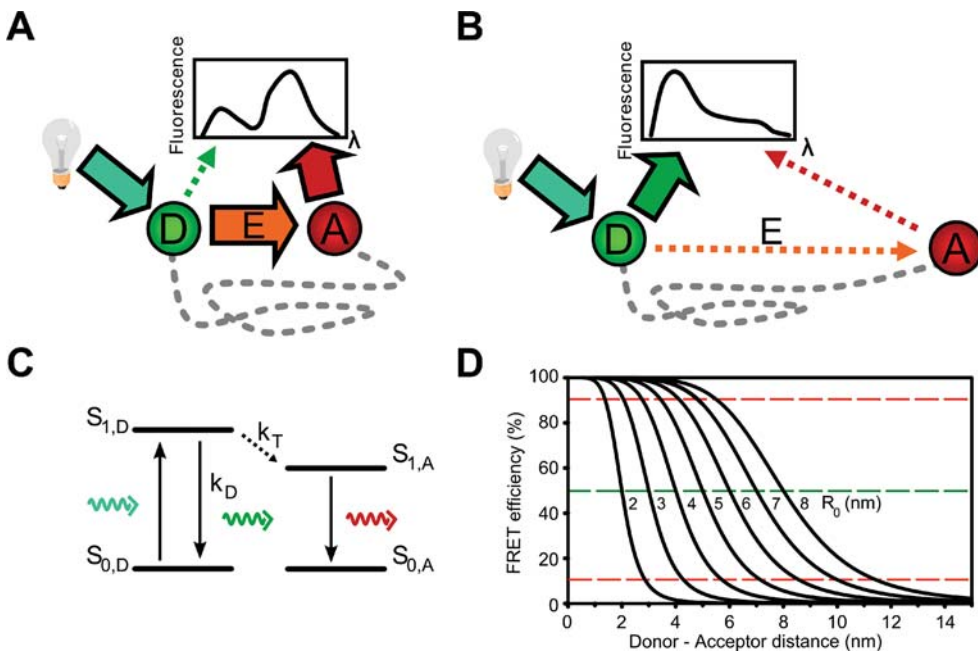 A
Fluorescence
λ
D
E
A
B
Fluorescence
λ
D
E
A
C
S1,D
kT
S1,A
kD
S0,D
S0,A
D
FRET efficiency (%)
100
80
60
40
20
0
2 3 4 5 6 7 8 R0 (nm)
0 2 4 6 8 10 12 14
Donor - Acceptor distance (nm)